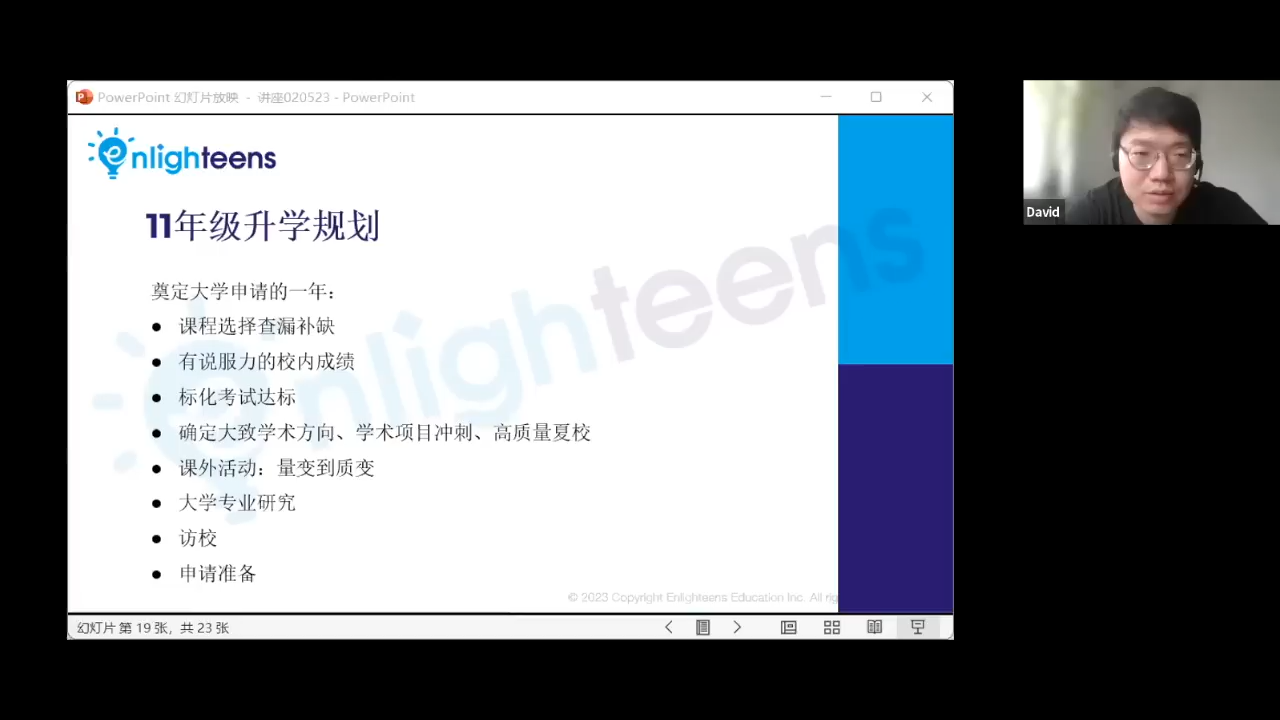 PowerPoint 幻灯片放映 - 讲座020523 - PowerPoint
enlighteens
11年级升学规划
奠定大学申请的一年：
● 课程选择查漏补缺
● 有说服力的校内成绩
● 标化考试达标
● 确定大致学术方向、学术项目冲刺、高质量夏校
● 课外活动：量变到质变
● 大学专业研究
● 访校
● 申请准备
enlighteens
© 2023 Copyright Enlighteens Education Inc. All rig
幻灯片 第 19 张，共 23 张
David